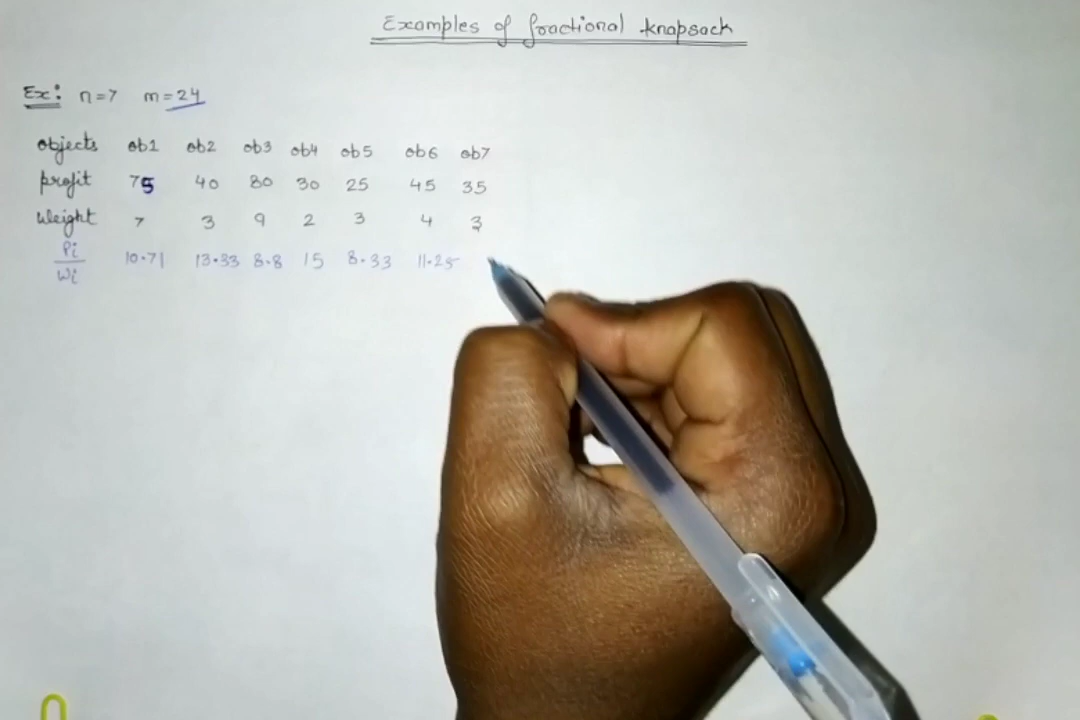 Examples of fractional knapsack
Ex: n=7 m=24
objects ob1 ob2 ob3 ob4 ob5 ob6 ob7
profit 75 40 80 30 25 45 35
Weight 7 3 9 2 3 4 3
Pi/Wi 10.71 13.33 8.8 15 8.33 11.25